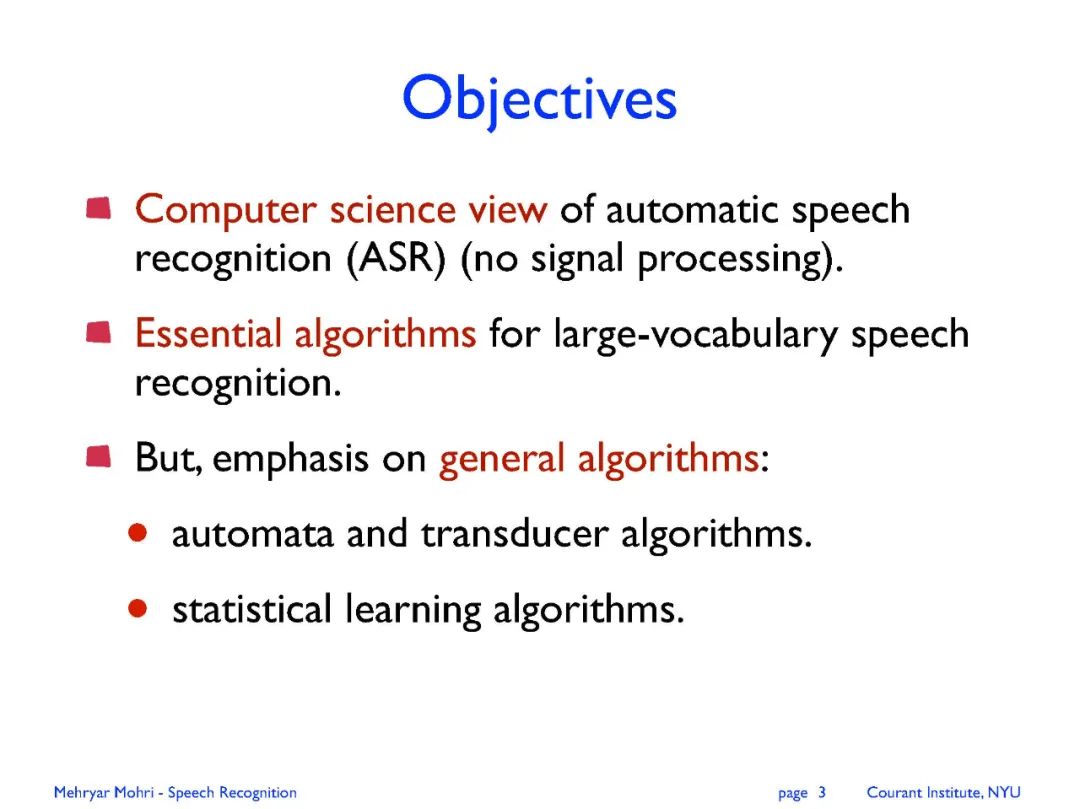 Objectives
Computer science view of automatic speech
recognition (ASR) (no signal processing).
Essential algorithms for large-vocabulary speech
recognition.
But, emphasis on general algorithms:
automata and transducer algorithms.
statistical learning algorithms.
Mehryar Mohri - Speech Recognition page 3 Courant Institute, NYU